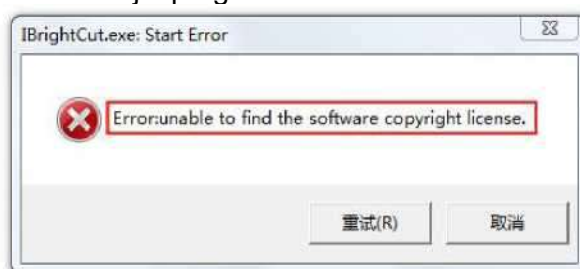 IBrightCut.exe: Start Error
Error:unable to find the software copyright license.
重试(R)
取消